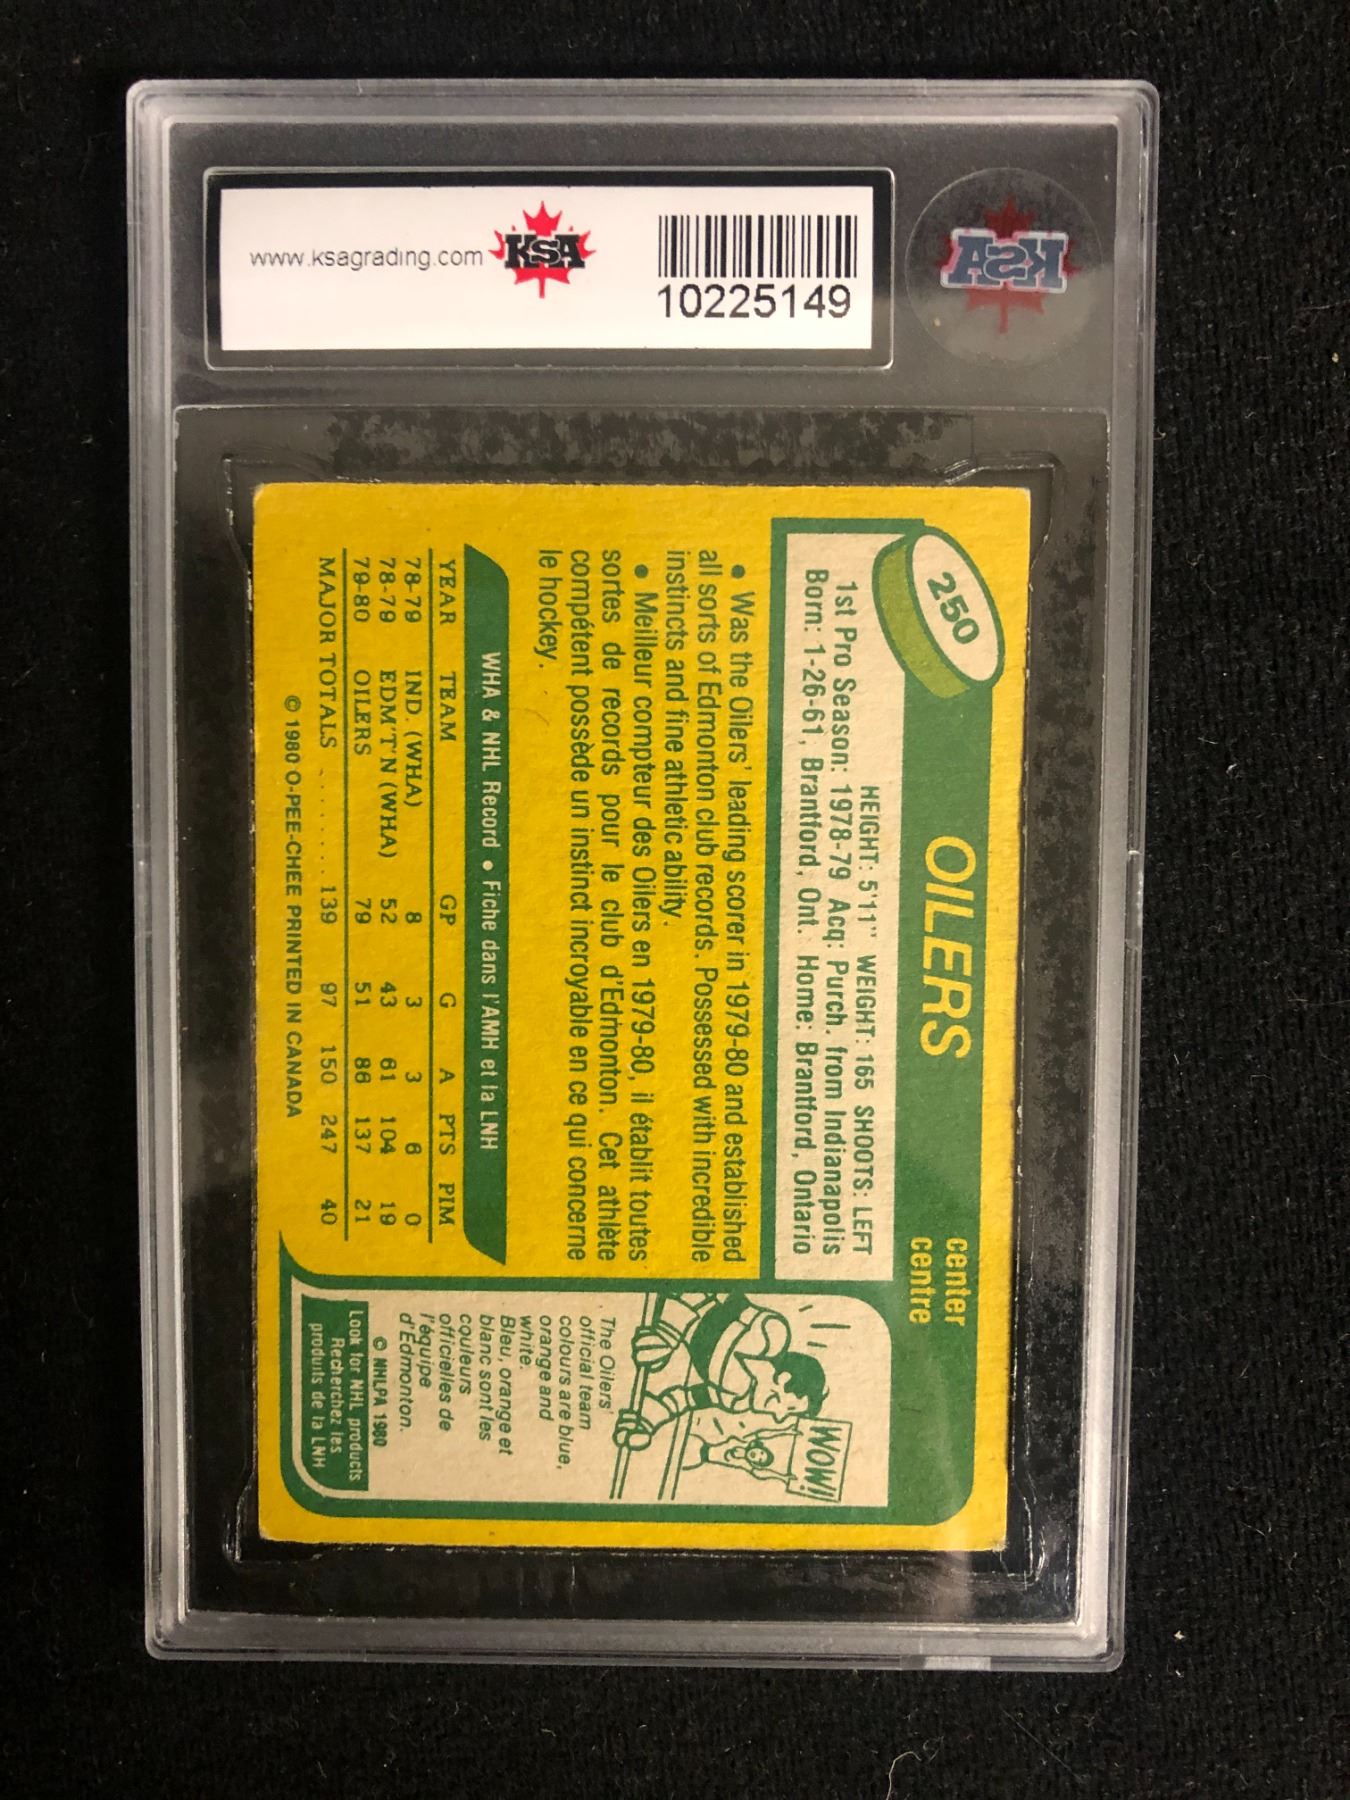 www.ksagrading.com
KSA
10225149
KSA
250
OILERS
center
centre
HEIGHT: 5'11" WEIGHT: 165 SHOOTS: LEFT
1st Pro Season: 1978-79 Acq: Purch. from Indianapolis
Born: 1-26-61, Brantford, Ont. Home: Brantford, Ontario
• Was the Oilers' leading scorer in 1979-80 and established
all sorts of Edmonton club records. Possessed with incredible
instincts and fine athletic ability.
• Meilleur compteur des Oilers en 1979-80, il établit toutes
sortes de records pour le club d'Edmonton. Cet athlète
compétent possède un instinct incroyable en ce qui concerne
le hockey.
WHA & NHL Record • Fiche dans l'AMH et la LNH
YEAR TEAM GP G A PTS PIM
78-79 IND. (WHA) 8 3 3 6 0
78-79 EDM'T'N (WHA) 52 43 61 104 19
79-80 OILERS 79 51 86 137 21
MAJOR TOTALS ........ 139 97 150 247 40
© 1980 O-PEE-CHEE PRINTED IN CANADA
WOW!
The Oilers'
official team
colours are blue,
orange and
white.
Bleu, orange et
blanc sont les
couleurs
officielles de
l'équipe
d'Edmonton.
© NHLPA 1980
Look for NHL products
Recherchez les
produits de la LNH